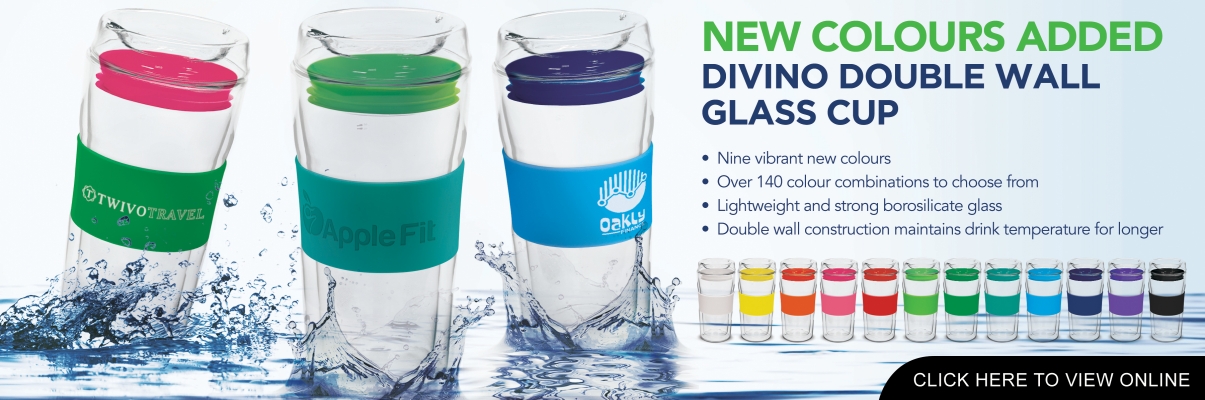 NEW COLOURS ADDED
DIVINO DOUBLE WALL
GLASS CUP
• Nine vibrant new colours
• Over 140 colour combinations to choose from
• Lightweight and strong borosilicate glass
• Double wall construction maintains drink temperature for longer
TWIVOTRAVEL
Apple Fit
Oakly
CLICK HERE TO VIEW ONLINE